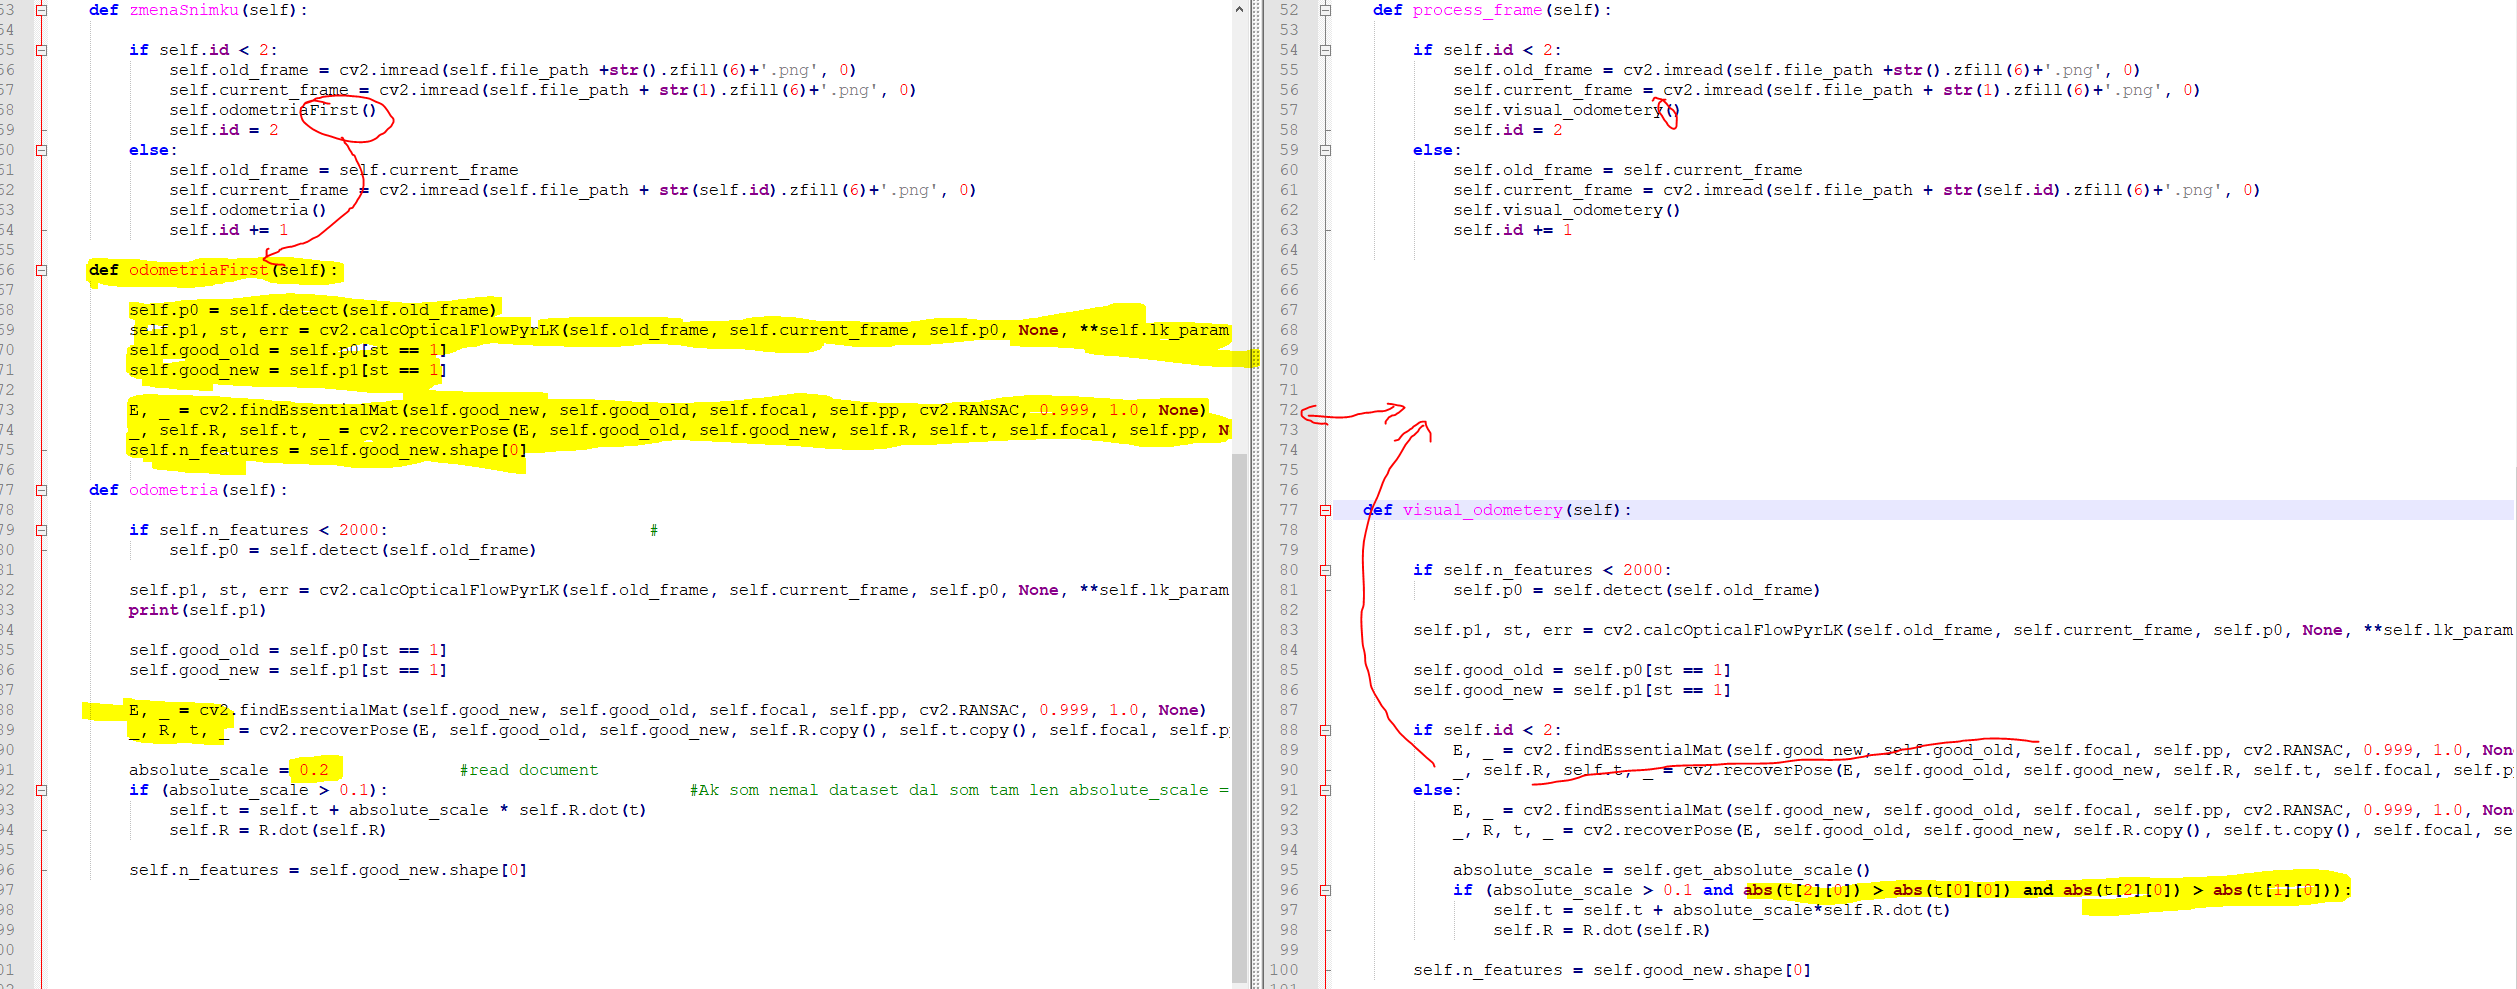 53 def zmenaSnimku(self):
54
55 if self.id < 2:
56 self.old_frame = cv2.imread(self.file_path +str().zfill(6)+'.png', 0)
57 self.current_frame = cv2.imread(self.file_path + str(1).zfill(6)+'.png', 0)
58 self.odometriaFirst()
59 self.id = 2
60 else:
61 self.old_frame = self.current_frame
62 self.current_frame = cv2.imread(self.file_path + str(self.id).zfill(6)+'.png', 0)
63 self.odometria()
64 self.id += 1
65
66 def odometriaFirst(self):
67
68 self.p0 = self.detect(self.old_frame)
69 self.p1, st, err = cv2.calcOpticalFlowPyrLK(self.old_frame, self.current_frame, self.p0, None, **self.lk_param
70 self.good_old = self.p0[st == 1]
71 self.good_new = self.p1[st == 1]
72
73 E, _ = cv2.findEssentialMat(self.good_new, self.good_old, self.focal, self.pp, cv2.RANSAC, 0.999, 1.0, None)
74 _, self.R, self.t, _ = cv2.recoverPose(E, self.good_old, self.good_new, self.R, self.t, self.focal, self.pp, N
75 self.n_features = self.good_new.shape[0]
76
77 def odometria(self):
78
79 if self.n_features < 2000: #
80 self.p0 = self.detect(self.old_frame)
81
82 self.p1, st, err = cv2.calcOpticalFlowPyrLK(self.old_frame, self.current_frame, self.p0, None, **self.lk_param
83 print(self.p1)
84
85 self.good_old = self.p0[st == 1]
86 self.good_new = self.p1[st == 1]
87
88 E, _ = cv2.findEssentialMat(self.good_new, self.good_old, self.focal, self.pp, cv2.RANSAC, 0.999, 1.0, None)
89 _, R, t, _ = cv2.recoverPose(E, self.good_old, self.good_new, self.R.copy(), self.t.copy(), self.focal, self.p
90
91 absolute_scale = 0.2 #read document
92 if (absolute_scale > 0.1): #Ak som nemal dataset dal som tam len absolute_scale =
93 self.t = self.t + absolute_scale * self.R.dot(t)
94 self.R = R.dot(self.R)
95
96 self.n_features = self.good_new.shape[0]
97
98
99
00
01
52 def process_frame(self):
53
54 if self.id < 2:
55 self.old_frame = cv2.imread(self.file_path +str().zfill(6)+'.png', 0)
56 self.current_frame = cv2.imread(self.file_path + str(1).zfill(6)+'.png', 0)
57 self.visual_odometery()
58 self.id = 2
59 else:
60 self.old_frame = self.current_frame
61 self.current_frame = cv2.imread(self.file_path + str(self.id).zfill(6)+'.png', 0)
62 self.visual_odometery()
63 self.id += 1
64
65
66
67
68
69
70
71
72
73
74
75
76
77 def visual_odometery(self):
78
79
80 if self.n_features < 2000:
81 self.p0 = self.detect(self.old_frame)
82
83 self.p1, st, err = cv2.calcOpticalFlowPyrLK(self.old_frame, self.current_frame, self.p0, None, **self.lk_param
84
85 self.good_old = self.p0[st == 1]
86 self.good_new = self.p1[st == 1]
87
88 if self.id < 2:
89 E, _ = cv2.findEssentialMat(self.good_new, self.good_old, self.focal, self.pp, cv2.RANSAC, 0.999, 1.0, Non
90 _, self.R, self.t, _ = cv2.recoverPose(E, self.good_old, self.good_new, self.R, self.t, self.focal, self.p
91 else:
92 E, _ = cv2.findEssentialMat(self.good_new, self.good_old, self.focal, self.pp, cv2.RANSAC, 0.999, 1.0, Non
93 _, R, t, _ = cv2.recoverPose(E, self.good_old, self.good_new, self.R.copy(), self.t.copy(), self.focal, se
94
95 absolute_scale = self.get_absolute_scale()
96 if (absolute_scale > 0.1 and abs(t[2][0]) > abs(t[0][0]) and abs(t[2][0]) > abs(t[1][0])):
97 self.t = self.t + absolute_scale*self.R.dot(t)
98 self.R = R.dot(self.R)
99
100 self.n_features = self.good_new.shape[0]